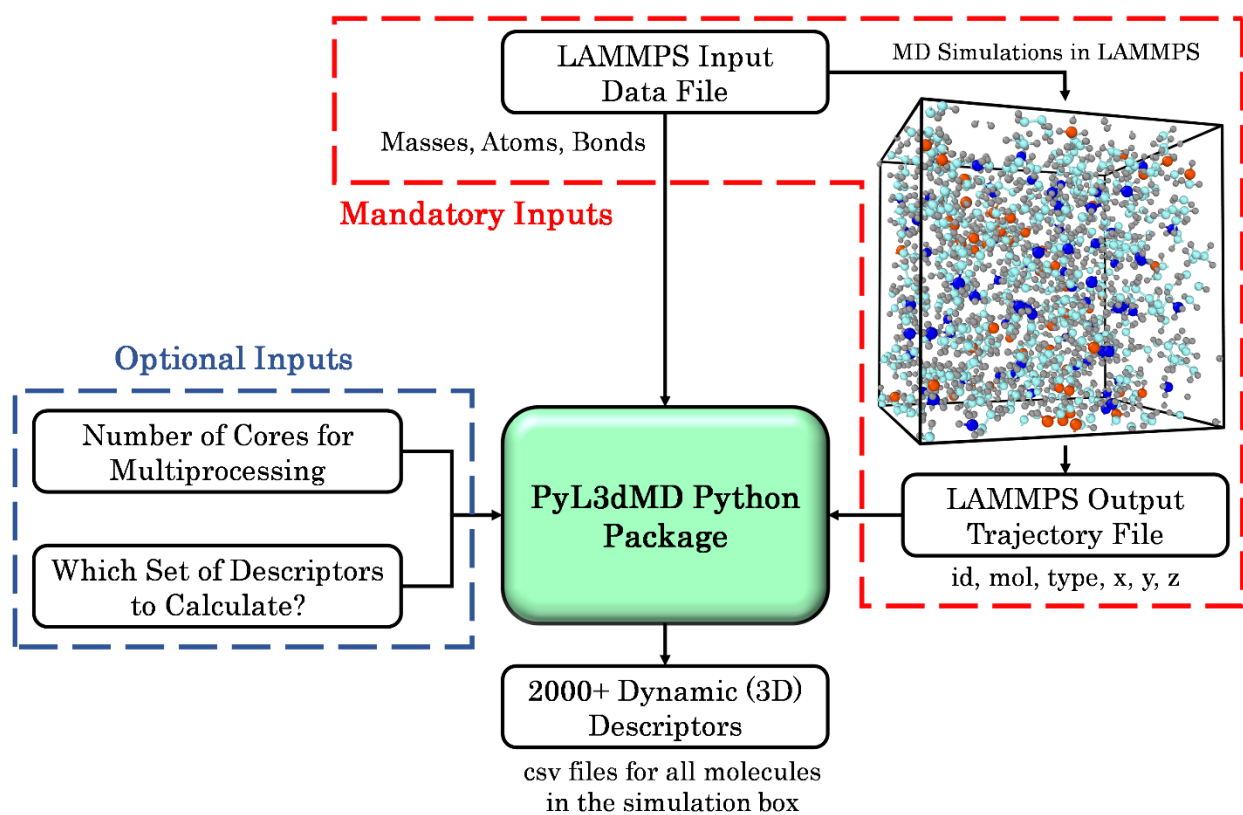 LAMMPS Input
Data File
MD Simulations in LAMMPS
Masses, Atoms, Bonds
Mandatory Inputs
Optional Inputs
Number of Cores for
Multiprocessing
Which Set of Descriptors
to Calculate?
PyL3dMD Python
Package
LAMMPS Output
Trajectory File
id, mol, type, x, y, z
2000+ Dynamic (3D)
Descriptors
csv files for all molecules
in the simulation box